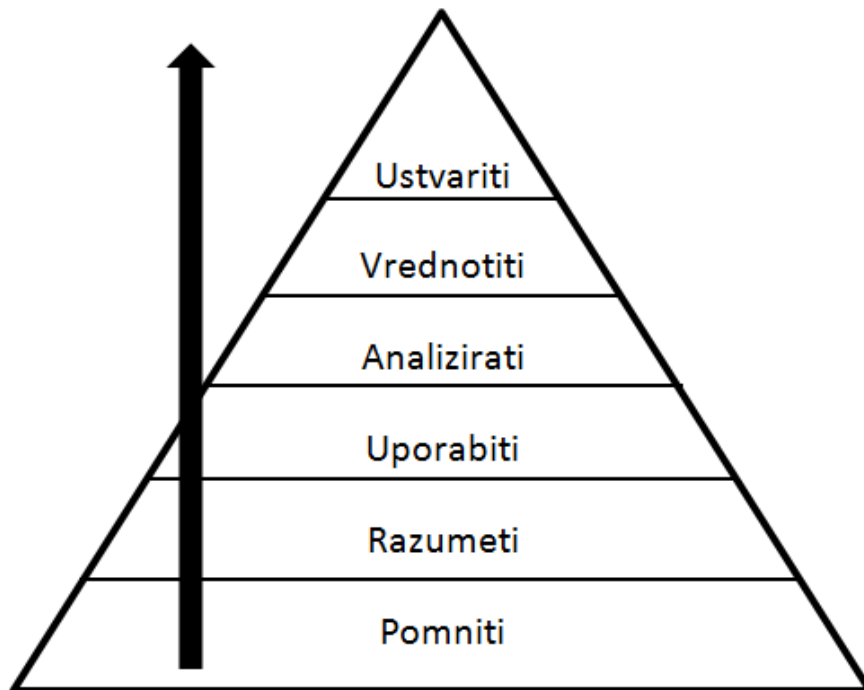 Ustvariti
Vrednotiti
Analizirati
Uporabiti
Razumeti
Pomniti